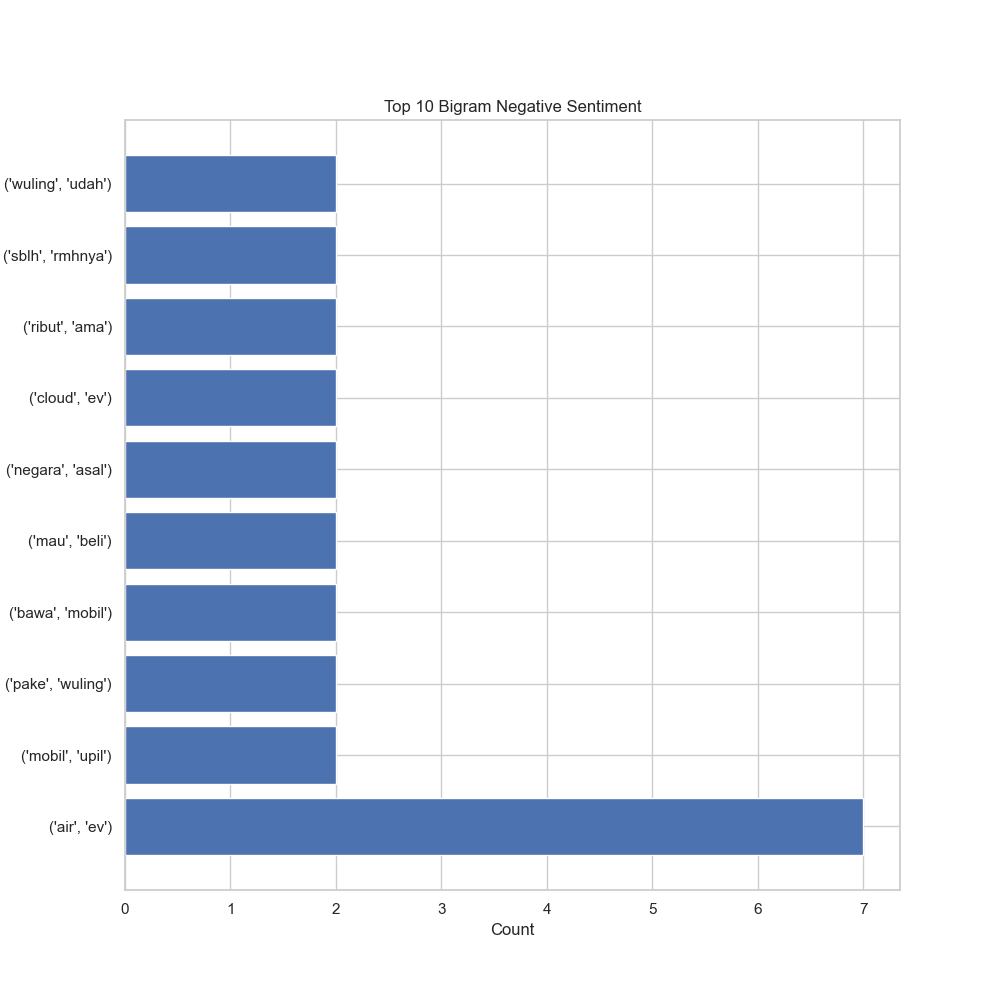 Top 10 Bigram Negative Sentiment
('wuling', 'udah')
('sblh', 'rmhnya')
('ribut', 'ama')
('cloud', 'ev')
('negara', 'asal')
('mau', 'beli')
('bawa', 'mobil')
('pake', 'wuling')
('mobil', 'upil')
('air', 'ev')
0 1 2 3 4 5 6 7
Count